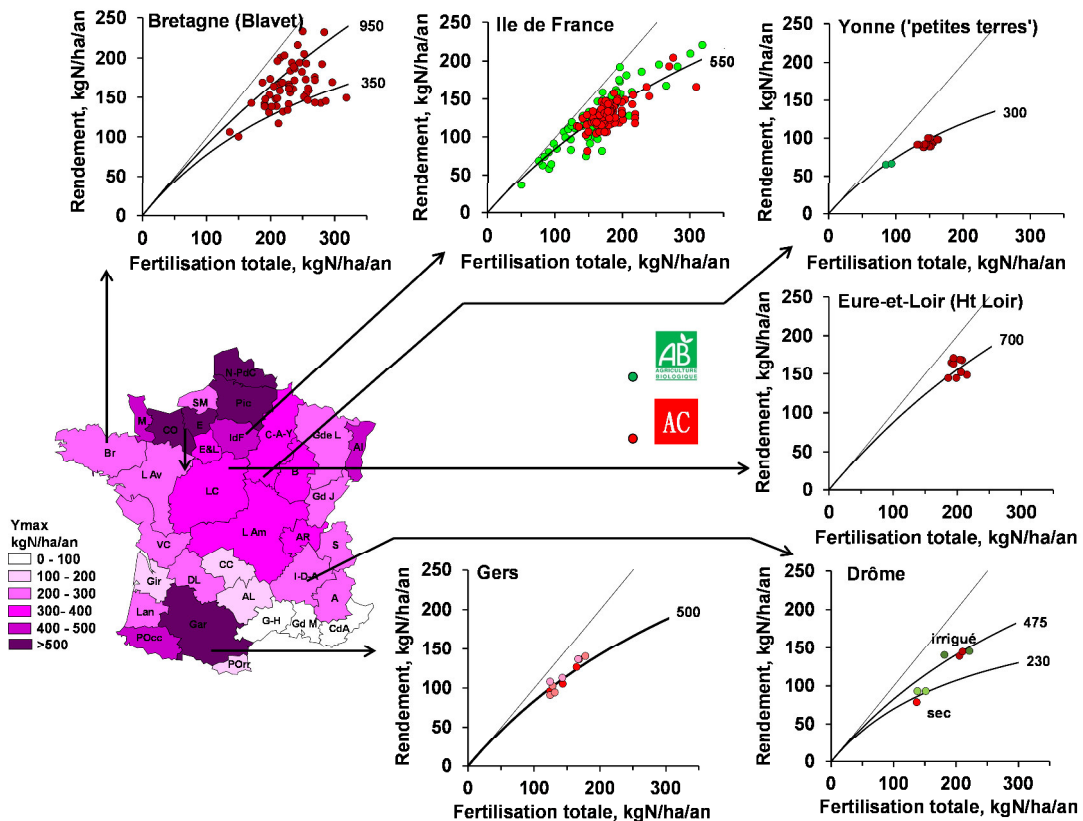 Bretagne (Blavet)
Rendement, kgN/ha/an
250
200
150
100
50
0
950
350
0 100 200 300
Fertilisation totale, kgN/ha/an
Ile de France
Rendement, kgN/ha/an
250
200
150
100
50
0
550
0 100 200 300
Fertilisation totale, kgN/ha/an
Yonne ('petites terres')
Rendement, kgN/ha/an
250
200
150
100
50
0
300
0 100 200 300
Fertilisation totale, kgN/ha/an
Eure-et-Loir (Ht Loir)
Rendement, kgN/ha/an
250
200
150
100
50
0
700
0 100 200 300
AB
AGRICULTURE
BIOLOGIQUE
AC
N-PdC
SM
Pic
M
CO
E
IdF
C-A-Y
Gde L
Al
Br
E&L
L Av
B
LC
Gd J
L Am
VC
AR
S
CC
I-D-A
Gir
DL
AL
A
Lan
Gar
G-H
Gd M
CdA
POcc
POrr
Ymax
kgN/ha/an
0 - 100
100 - 200
200 - 300
300- 400
400 - 500
>500
Gers
Rendement, kgN/ha/an
250
200
150
100
50
0
500
0 100 200 300
Fertilisation totale, kgN/ha/an
Drôme
Rendement, kgN/ha/an
250
200
150
100
50
0
irrigué
475
230
sec
0 100 200 300
Fertilisation totale, kgN/ha/an